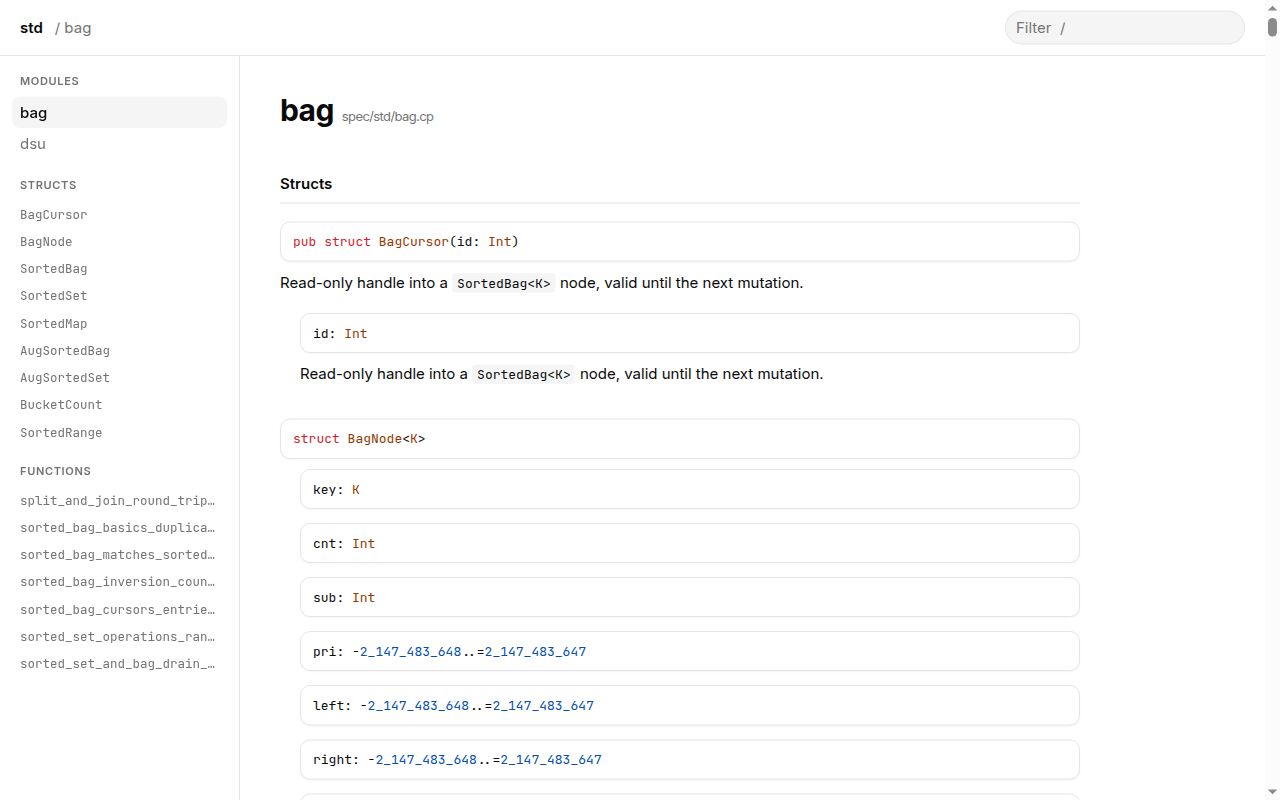 std / bag
Filter /
MODULES
bag
dsu
STRUCTS
BagCursor
BagNode
SortedBag
SortedSet
SortedMap
AugSortedBag
AugSortedSet
BucketCount
SortedRange
FUNCTIONS
split_and_join_round_trip…
sorted_bag_basics_duplica…
sorted_bag_matches_sorted…
sorted_bag_inversion_coun…
sorted_bag_cursors_entrie…
sorted_set_operations_ran…
sorted_set_and_bag_drain_…
bag spec/std/bag.cp
Structs
pub struct BagCursor(id: Int)
Read-only handle into a SortedBag<K> node, valid until the next mutation.
id: Int
Read-only handle into a SortedBag<K> node, valid until the next mutation.
struct BagNode<K>
key: K
cnt: Int
sub: Int
pri: -2_147_483_648..=2_147_483_647
left: -2_147_483_648..=2_147_483_647
right: -2_147_483_648..=2_147_483_647